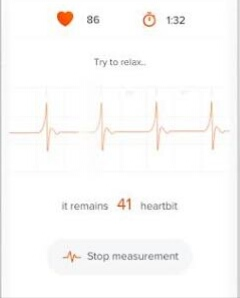 86 1:32
Try to relax..
it remains 41 heartbit
Stop measurement